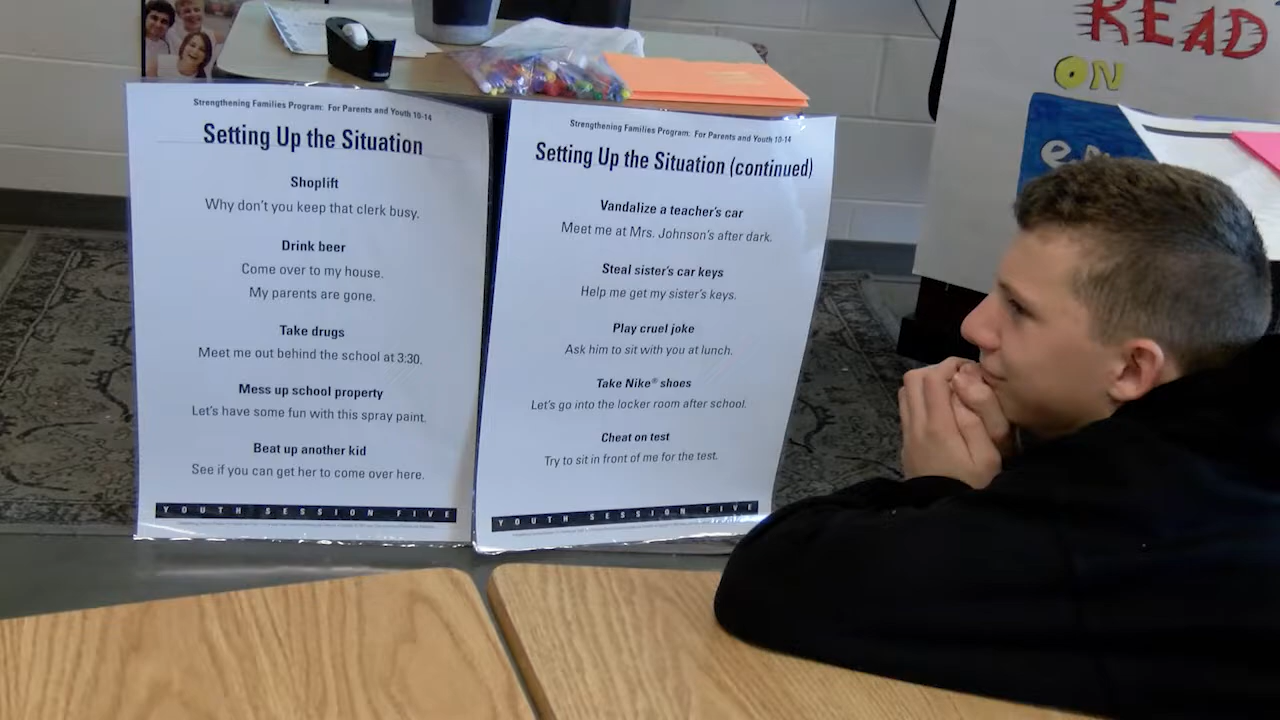 Strengthening Families Program: For Parents and Youth 10-14
Setting Up the Situation
Shoplift
Why don't you keep that clerk busy.
Drink beer
Come over to my house.
My parents are gone.
Take drugs
Meet me out behind the school at 3:30.
Mess up school property
Let's have some fun with this spray paint.
Beat up another kid
See if you can get her to come over here.
YOUTH SESSION FIVE
Strengthening Families Program: For Parents and Youth 10-14
Setting Up the Situation (continued)
Vandalize a teacher's car
Meet me at Mrs. Johnson's after dark.
Steal sister's car keys
Help me get my sister's keys.
Play cruel joke
Ask him to sit with you at lunch.
Take Nike® shoes
Let's go into the locker room after school.
Cheat on test
Try to sit in front of me for the test.
YOUTH SESSION FIVE
READ
ON